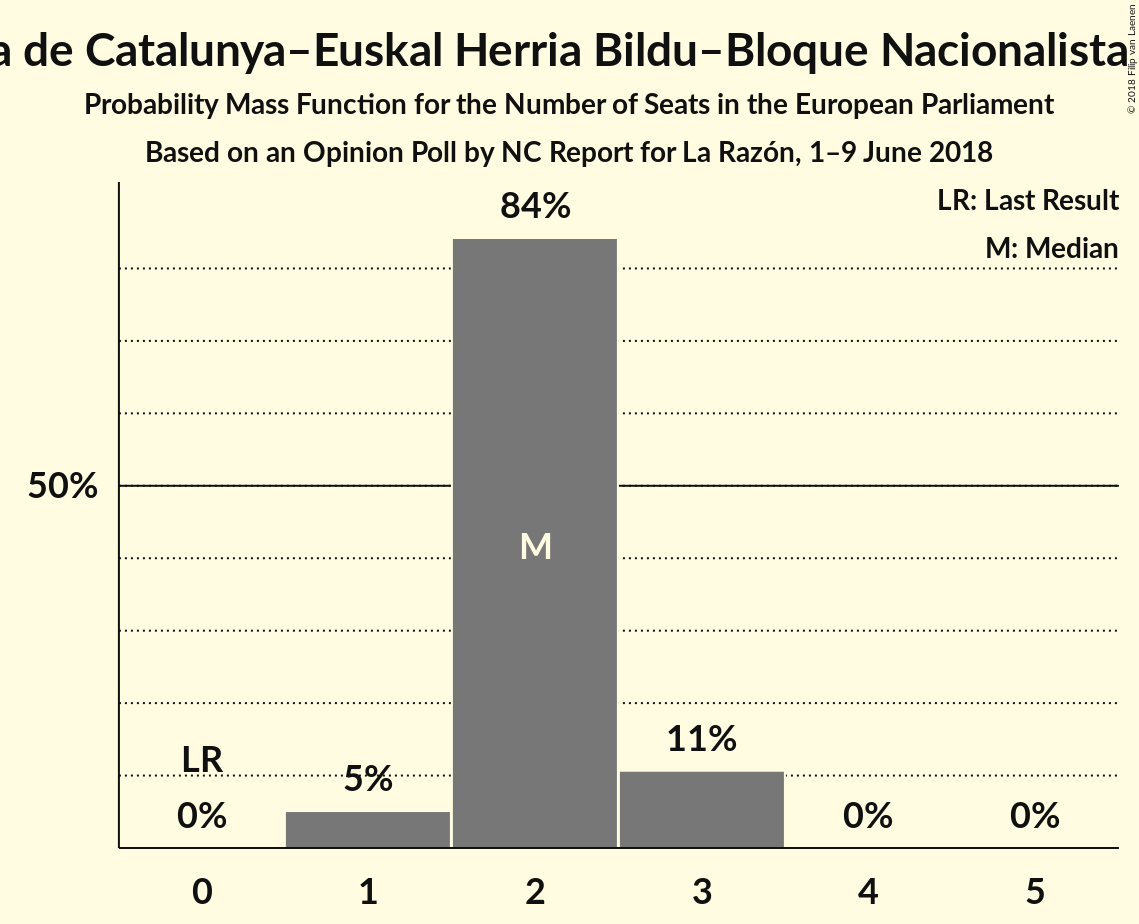 a de Catalunya–Euskal Herria Bildu–Bloque Nacionalista
Probability Mass Function for the Number of Seats in the European Parliament
Based on an Opinion Poll by NC Report for La Razón, 1–9 June 2018
© 2018 Filip van Laenen
LR: Last Result
M: Median
84%
50%
M
LR
0%
5%
11%
0%
0%
0
1
2
3
4
5